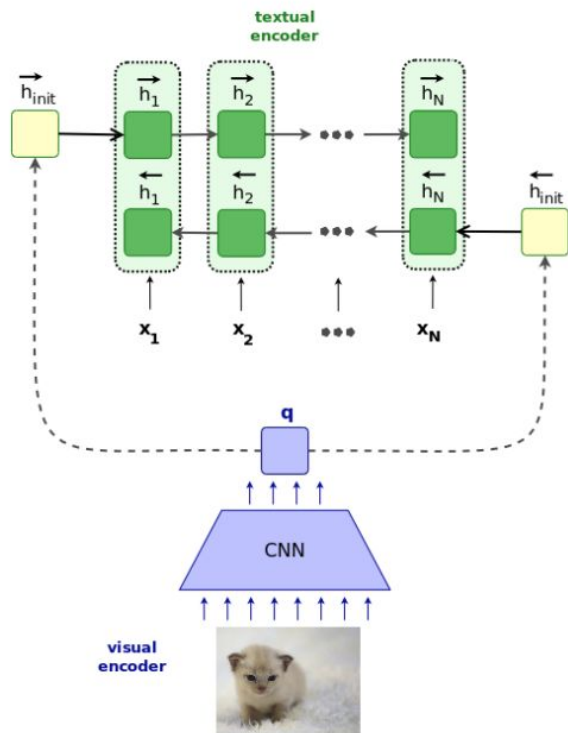 textual
encoder
→h_init →h_1 →h_2 →h_N
←h_1 ←h_2 ←h_N ←h_init
x_1 x_2 x_N
q
CNN
visual
encoder